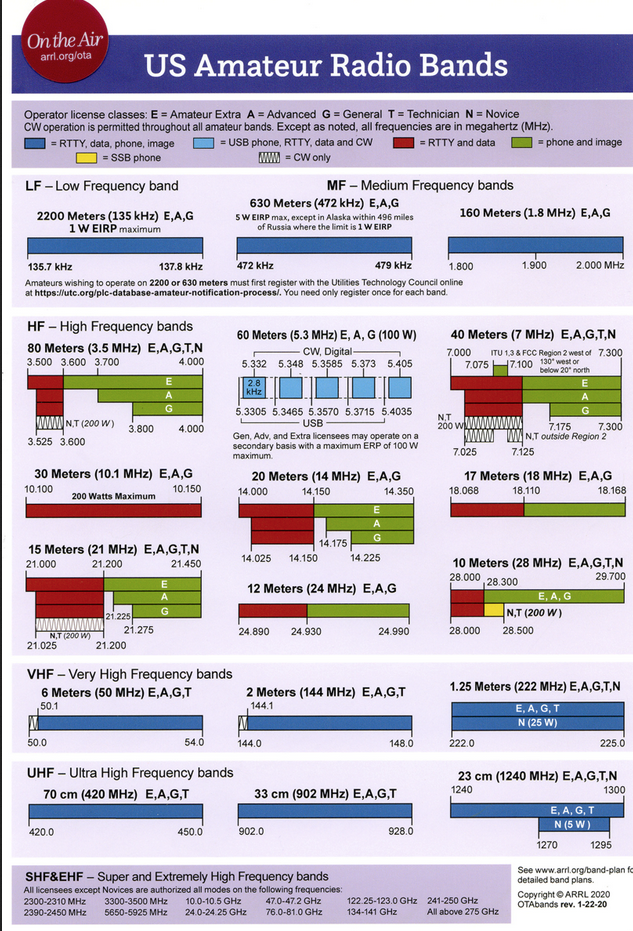 On the Air
arrl.org/ota
US Amateur Radio Bands
Operator license classes: E = Amateur Extra A = Advanced G = General T = Technician N = Novice
CW operation is permitted throughout all amateur bands. Except as noted, all frequencies are in megahertz (MHz).
= RTTY, data, phone, image = USB phone, RTTY, data and CW = RTTY and data = phone and image
= SSB phone = CW only
LF – Low Frequency band MF – Medium Frequency bands
2200 Meters (135 kHz) E,A,G
1 W EIRP maximum
135.7 kHz 137.8 kHz
630 Meters (472 kHz) E,A,G
5 W EIRP max, except in Alaska within 496 miles
of Russia where the limit is 1 W EIRP
472 kHz 479 kHz
160 Meters (1.8 MHz) E,A,G
1.800 1.900 2.000 MHz
Amateurs wishing to operate on 2200 or 630 meters must first register with the Utilities Technology Council online
at https://utc.org/plc-database-amateur-notification-process/. You need only register once for each band.
HF – High Frequency bands
80 Meters (3.5 MHz) E,A,G,T,N
3.500 3.600 3.700 4.000
E
A
G
N,T (200 W)
3.800 4.000
3.525 3.600
60 Meters (5.3 MHz) E, A, G (100 W)
CW, Digital
5.332 5.348 5.3585 5.373 5.405
2.8
kHz
5.3305 5.3465 5.3570 5.3715 5.4035
USB
Gen, Adv, and Extra licensees may operate on a
secondary basis with a maximum ERP of 100 W
maximum.
40 Meters (7 MHz) E,A,G,T,N
7.000 ITU 1,3 & FCC Region 2 west of 7.300
7.075 7.100 130° west or
below 20° north
E
A
G
N,T
200 W
7.175 7.300
N,T outside Region 2
7.025 7.125
30 Meters (10.1 MHz) E,A,G
10.100 10.150
200 Watts Maximum
20 Meters (14 MHz) E,A,G
14.000 14.150 14.350
E
A
G
14.175
14.025 14.150 14.225
17 Meters (18 MHz) E,A,G
18.068 18.110 18.168
15 Meters (21 MHz) E,A,G,T,N
21.000 21.200 21.450
E
A
G
21.225
N,T (200 W) 21.275
21.025 21.200
12 Meters (24 MHz) E,A,G
24.890 24.930 24.990
10 Meters (28 MHz) E,A,G,T,N
28.000 28.300 29.700
E, A, G
N,T (200 W)
28.000 28.500
VHF – Very High Frequency bands
6 Meters (50 MHz) E,A,G,T
50.1
50.0 54.0
2 Meters (144 MHz) E,A,G,T
144.1
144.0 148.0
1.25 Meters (222 MHz) E,A,G,T,N
E, A, G, T
N (25 W)
222.0 225.0
UHF – Ultra High Frequency bands
70 cm (420 MHz) E,A,G,T
420.0 450.0
33 cm (902 MHz) E,A,G,T
902.0 928.0
23 cm (1240 MHz) E,A,G,T,N
1240 1300
E, A, G, T
N (5 W)
1270 1295
SHF&EHF – Super and Extremely High Frequency bands
All licensees except Novices are authorized all modes on the following frequencies:
2300-2310 MHz 3300-3500 MHz 10.0-10.5 GHz 47.0-47.2 GHz 122.25-123.0 GHz 241-250 GHz
2390-2450 MHz 5650-5925 MHz 24.0-24.25 GHz 76.0-81.0 GHz 134-141 GHz All above 275 GHz
See www.arrl.org/band-plan fo
detailed band plans.
Copyright © ARRL 2020
OTAbands rev. 1-22-20